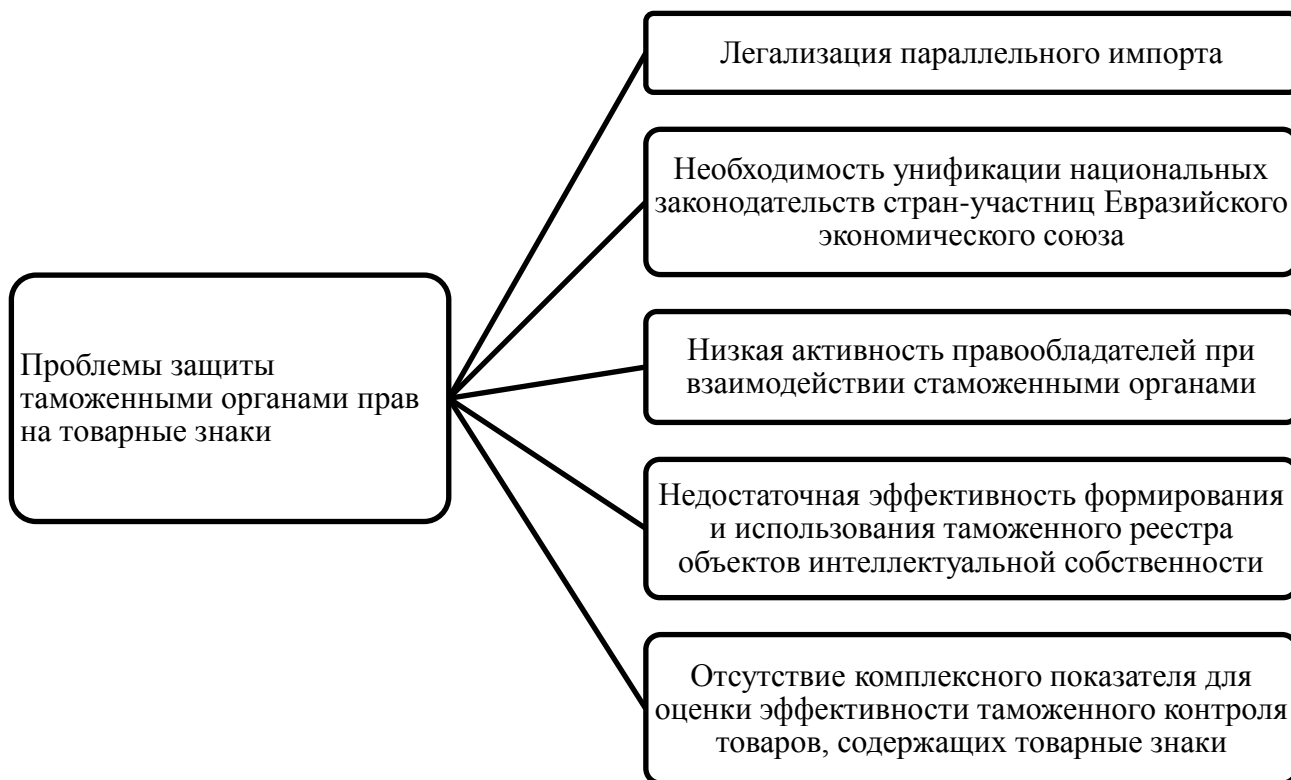 Легализация параллельного импорта
Необходимость унификации национальных
законодательств стран-участниц Евразийского
экономического союза
Проблемы защиты
таможенными органами прав
на товарные знаки
Низкая активность правообладателей при
взаимодействии стаможенными органами
Недостаточная эффективность формирования
и использования таможенного реестра
объектов интеллектуальной собственности
Отсутствие комплексного показателя для
оценки эффективности таможенного контроля
товаров, содержащих товарные знаки